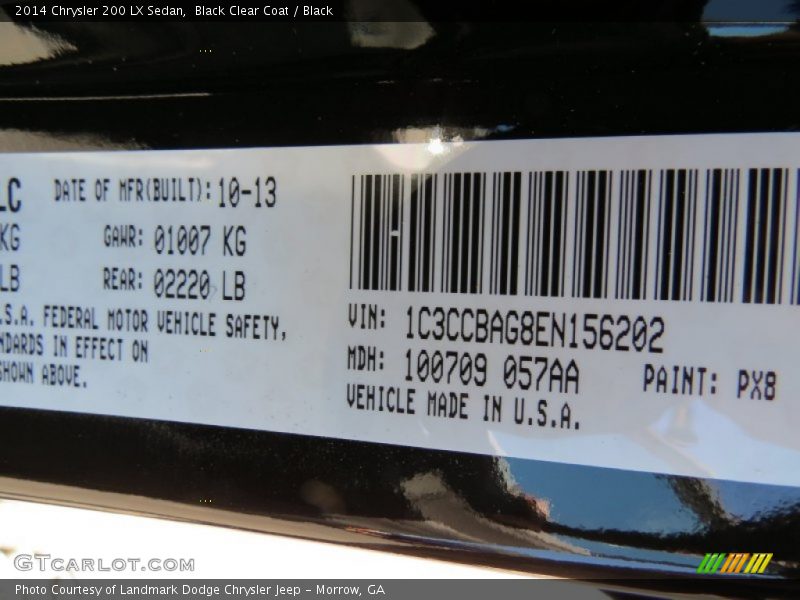 2014 Chrysler 200 LX Sedan,  Black Clear Coat / Black
LC
DATE OF MFR(BUILT): 10-13
KG
GAWR: 01007 KG
LB
REAR: 02220 LB
.S.A. FEDERAL MOTOR VEHICLE SAFETY,
NDARDS IN EFFECT ON
SHOWN ABOVE.
VIN: 1C3CCBAG8EN156202
MDH: 100709 057AA
PAINT: PX8
VEHICLE MADE IN U.S.A.
GTcarlot.com
Photo Courtesy of Landmark Dodge Chrysler Jeep - Morrow, GA